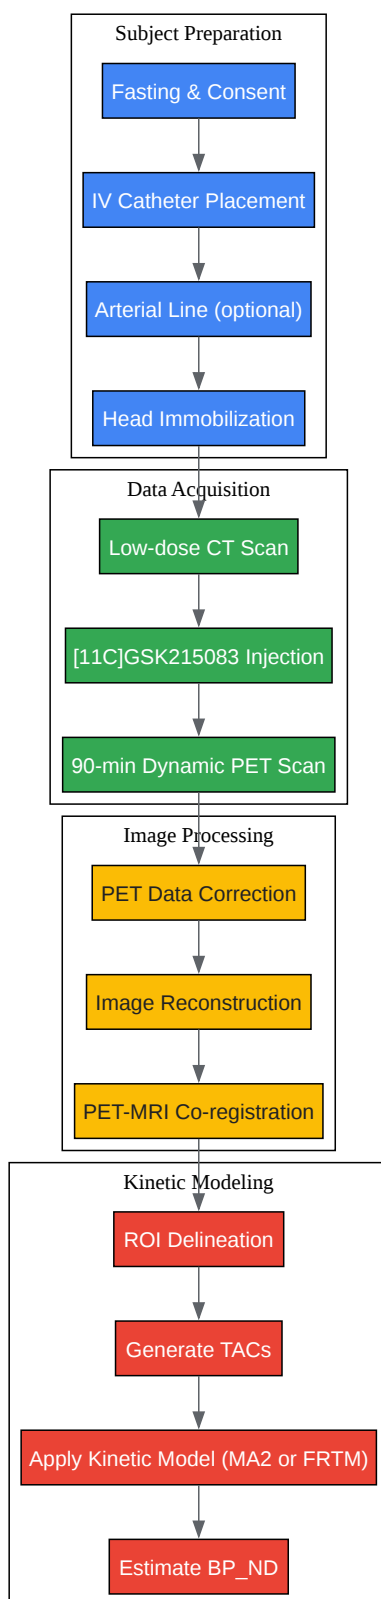 Subject Preparation
Fasting & Consent
IV Catheter Placement
Arterial Line (optional)
Head Immobilization
Data Acquisition
Low-dose CT Scan
[11C]GSK215083 Injection
90-min Dynamic PET Scan
Image Processing
PET Data Correction
Image Reconstruction
PET-MRI Co-registration
Kinetic Modeling
ROI Delineation
Generate TACs
Apply Kinetic Model (MA2 or FRTM)
Estimate BP_ND